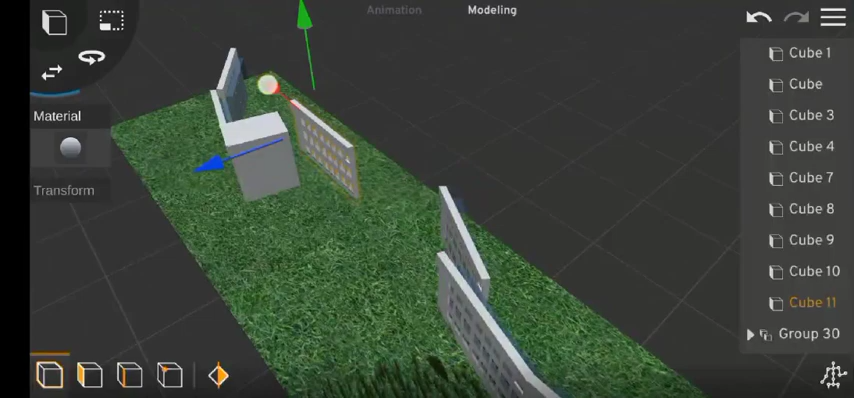 Animation
Modeling
Material
Transform
Cube 1
Cube
Cube 3
Cube 4
Cube 7
Cube 8
Cube 9
Cube 10
Cube 11
Group 30